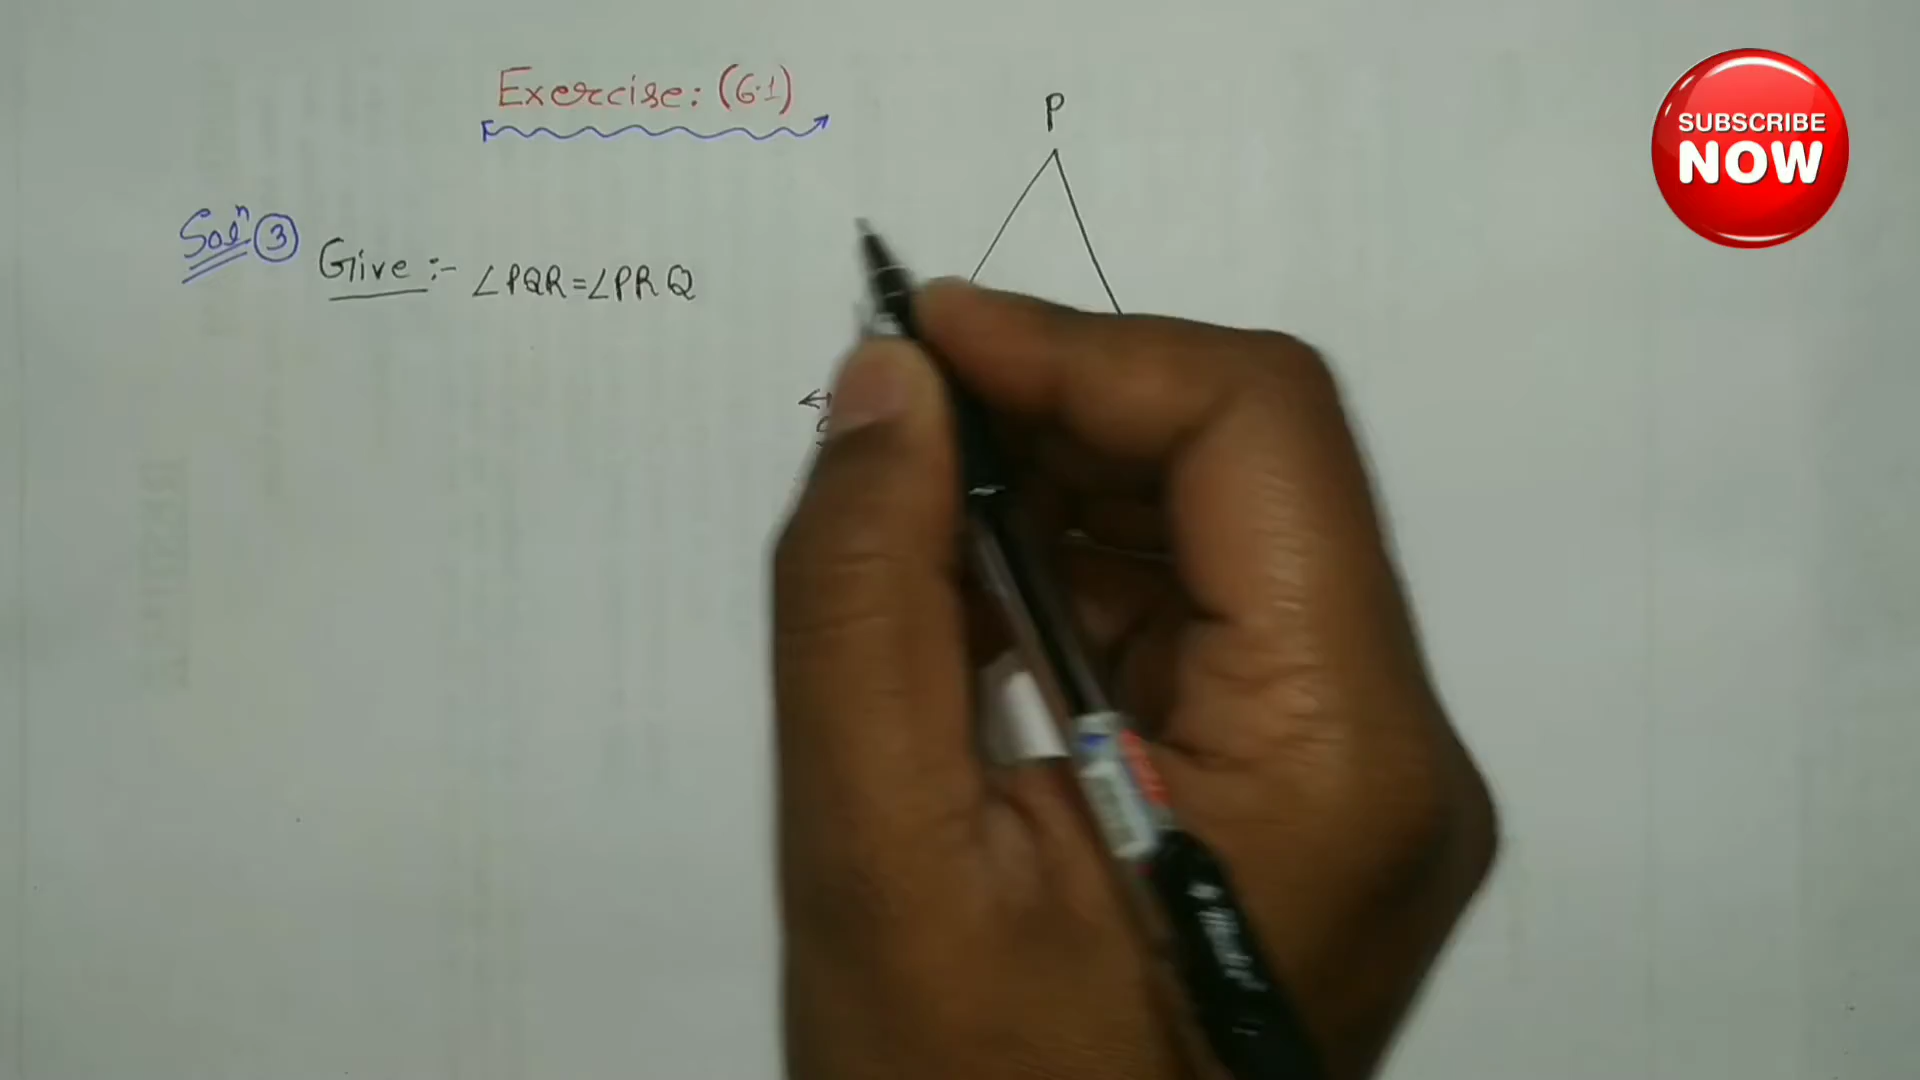 Exercise: (6.1)
P
SUBSCRIBE
NOW
Solⁿ 3 Give :- ∠PQR=∠PRQ